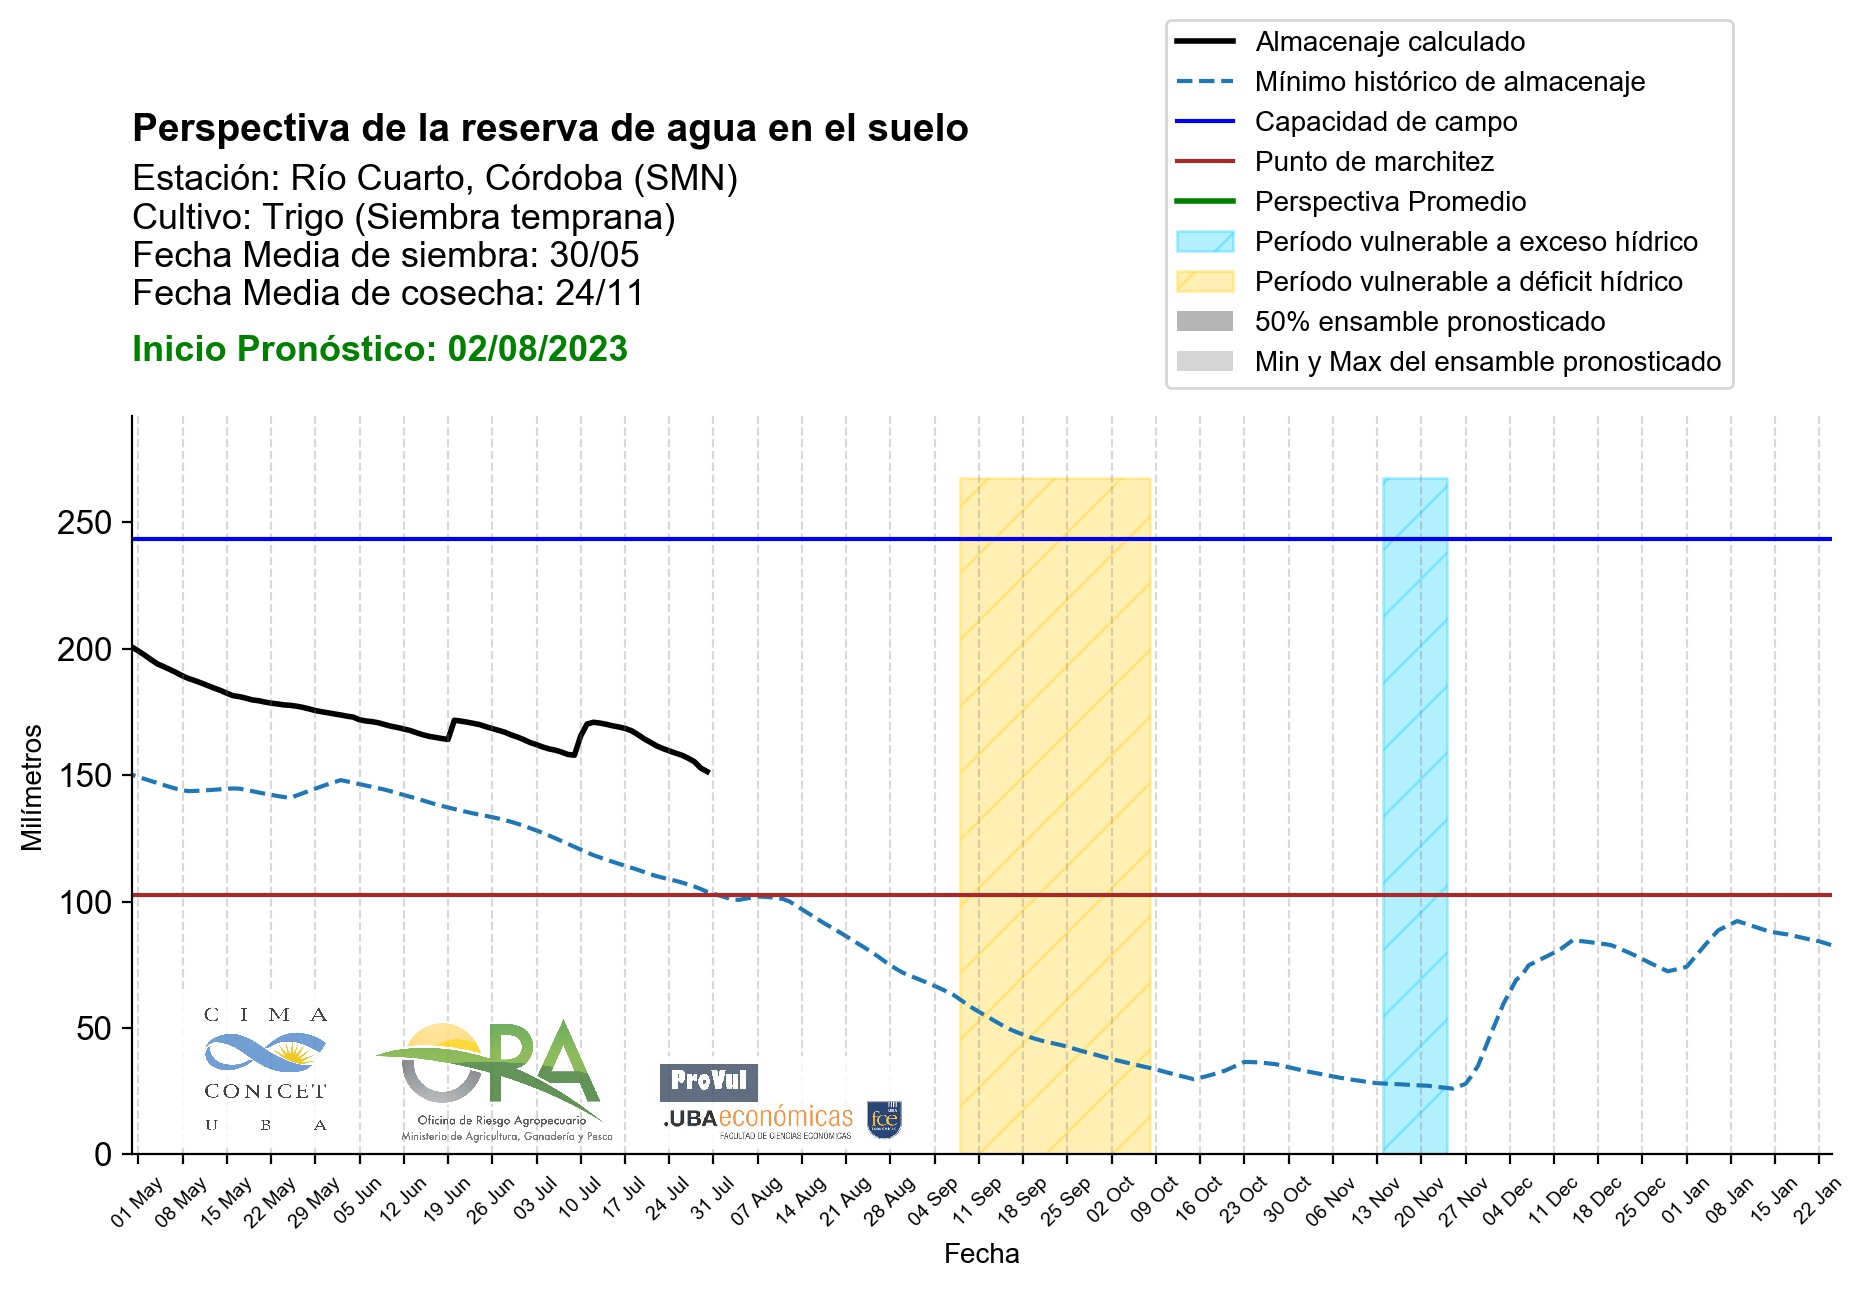 Almacenaje calculado
Mínimo histórico de almacenaje
Capacidad de campo
Punto de marchitez
Perspectiva Promedio
Período vulnerable a exceso hídrico
Período vulnerable a déficit hídrico
50% ensamble pronosticado
Min y Max del ensamble pronosticado
Perspectiva de la reserva de agua en el suelo
Estación: Río Cuarto, Córdoba (SMN)
Cultivo: Trigo (Siembra temprana)
Fecha Media de siembra: 30/05
Fecha Media de cosecha: 24/11
Inicio Pronóstico: 02/08/2023
Milímetros
250
200
150
100
50
0
CIMA
CONICET
UBA
ORA
Oficina de Riesgo Agropecuario
Ministerio de Agricultura, Ganadería y Pesca
ProVul
.UBAeconómicas
FACULTAD DE CIENCIAS ECONÓMICAS
fce
01 May
08 May
15 May
22 May
29 May
05 Jun
12 Jun
19 Jun
26 Jun
03 Jul
10 Jul
17 Jul
24 Jul
31 Jul
07 Aug
14 Aug
21 Aug
28 Aug
04 Sep
11 Sep
18 Sep
25 Sep
02 Oct
09 Oct
16 Oct
23 Oct
30 Oct
06 Nov
13 Nov
20 Nov
27 Nov
04 Dec
11 Dec
18 Dec
25 Dec
01 Jan
08 Jan
15 Jan
22 Jan
Fecha